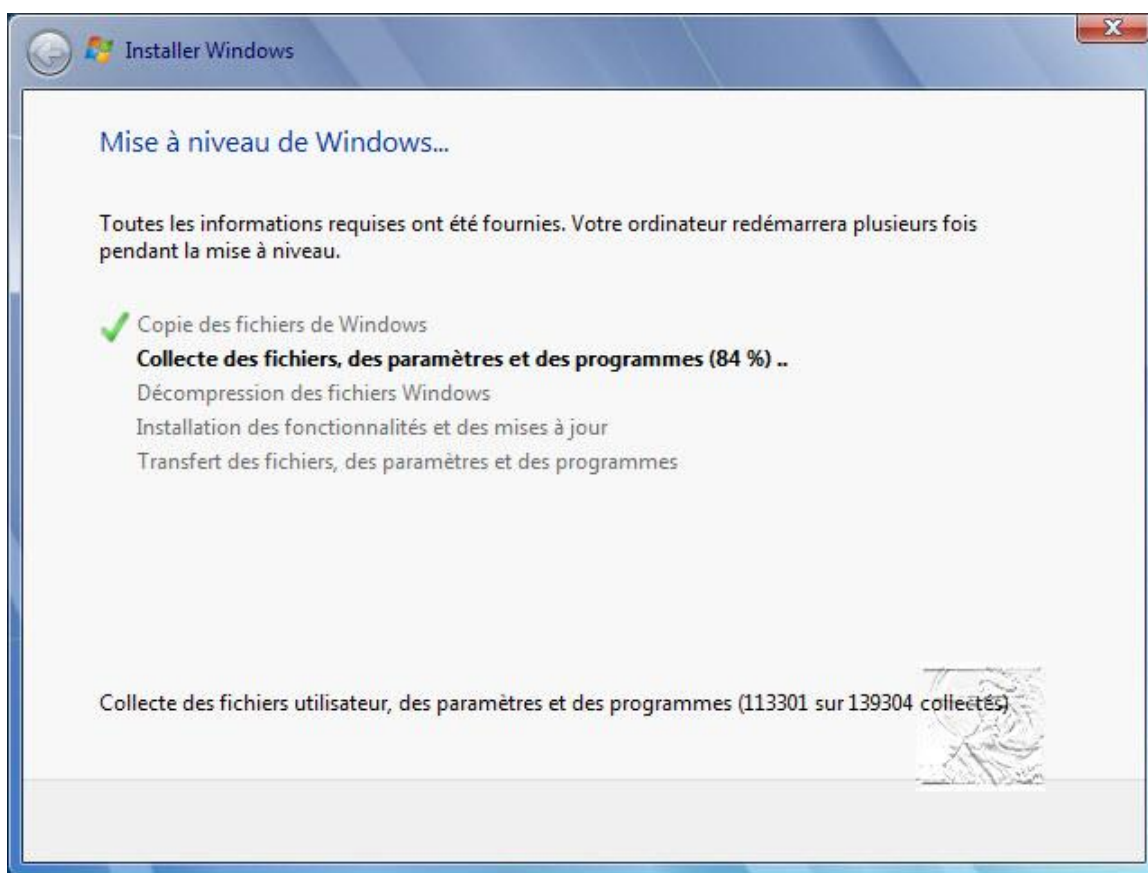 Installer Windows
Mise à niveau de Windows...
Toutes les informations requises ont été fournies. Votre ordinateur redémarrera plusieurs fois
pendant la mise à niveau.
Copie des fichiers de Windows
Collecte des fichiers, des paramètres et des programmes (84 %) ..
Décompression des fichiers Windows
Installation des fonctionnalités et des mises à jour
Transfert des fichiers, des paramètres et des programmes
Collecte des fichiers utilisateur, des paramètres et des programmes (113301 sur 139304 collectés)